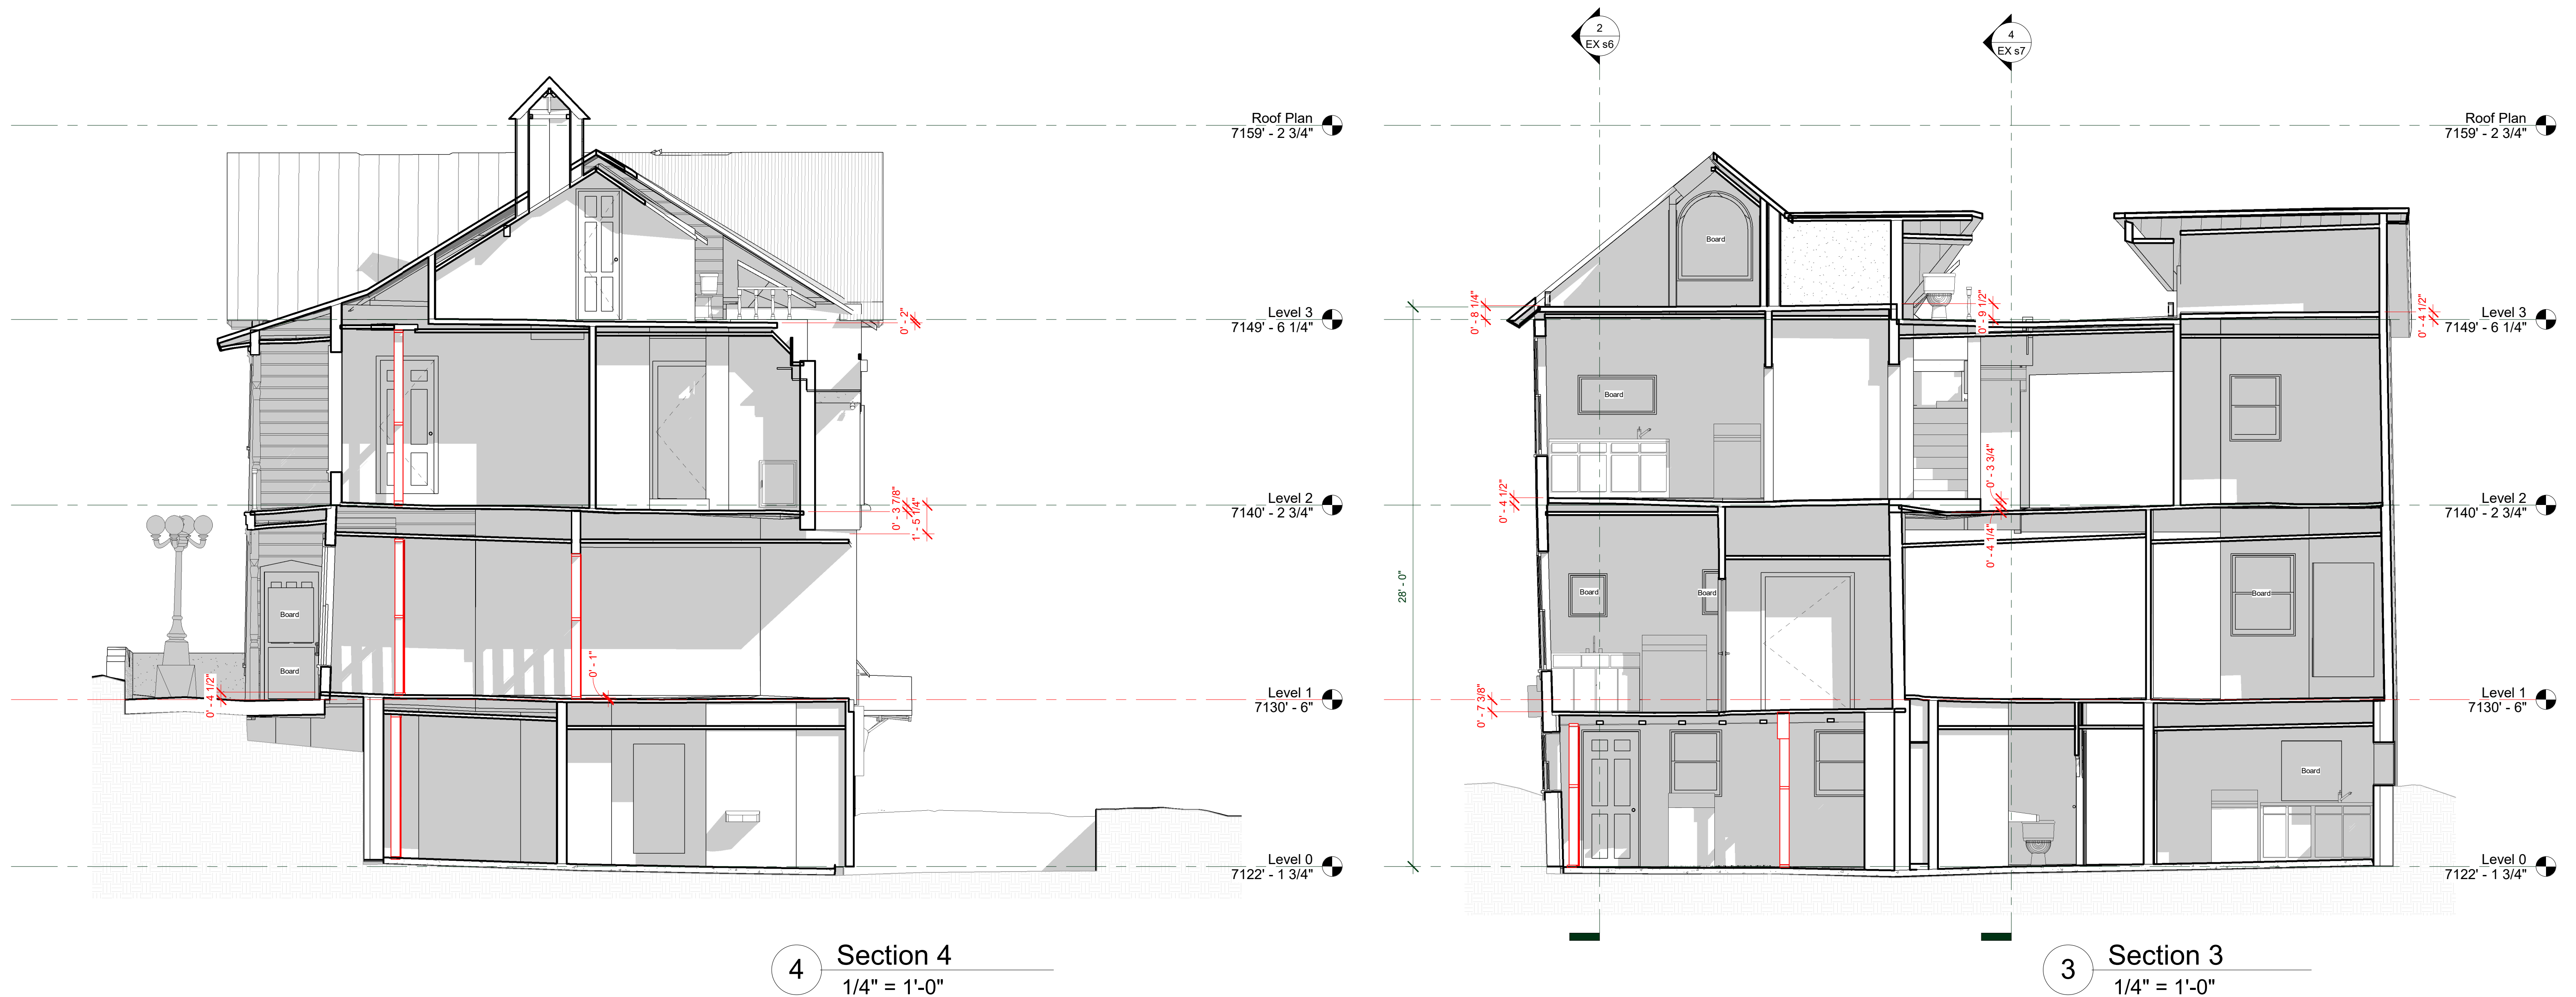 Roof Plan
7159' - 2 3/4"
Level 3
7149' - 6 1/4"
0' - 2"
Level 2
7140' - 2 3/4"
0' - 3 7/8"
1' - 5 1/4"
Board
Board
0' - 1"
0' - 4 1/2"
Level 1
7130' - 6"
Level 0
7122' - 1 3/4"
4
Section 4
1/4" = 1'-0"
2
EX s6
4
EX s7
Roof Plan
7159' - 2 3/4"
Board
0' - 8 1/4"
0' - 9 1/2"
0' - 4 1/2"
Level 3
7149' - 6 1/4"
Board
0' - 3 3/4"
0' - 4 1/2"
Level 2
7140' - 2 3/4"
0' - 4 1/4"
28' - 0"
Board
Board
Board
0' - 7 3/8"
Level 1
7130' - 6"
Board
Level 0
7122' - 1 3/4"
3
Section 3
1/4" = 1'-0"